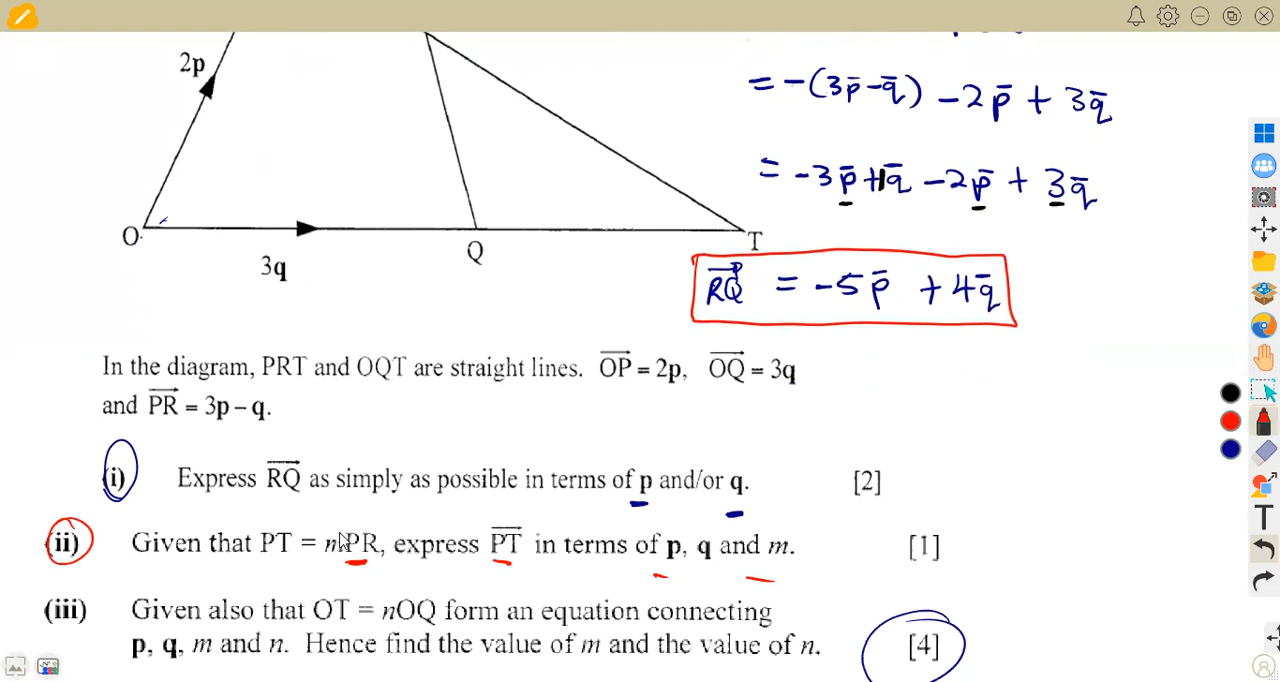 2p
= -(3p̄-q̄) -2p̄ + 3q̄
= -3p̄ +1q̄ -2p̄ + 3q̄
O
Q
T
3q
RQ = -5p̄ + 4q̄
In the diagram, PRT and OQT are straight lines. OP = 2p, OQ = 3q
and PR = 3p – q.
(i) Express RQ as simply as possible in terms of p and/or q. [2]
(ii) Given that PT = nPR, express PT in terms of p, q and m. [1]
(iii) Given also that OT = nOQ form an equation connecting
p, q, m and n. Hence find the value of m and the value of n. [4]
T